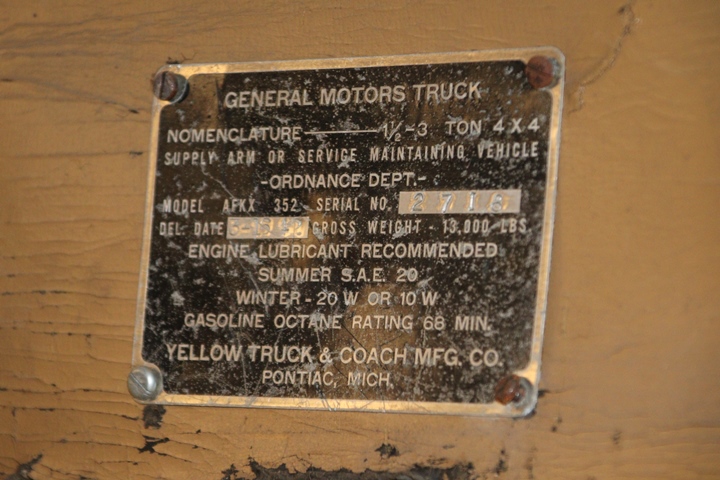 GENERAL MOTORS TRUCK
NOMENCLATURE — 1½-3 TON 4X4
SUPPLY ARM OR SERVICE MAINTAINING VEHICLE
-ORDNANCE DEPT.-
MODEL AFKX 352 - SERIAL NO. 2718
DEL. DATE GROSS WEIGHT - 13,000 LBS.
ENGINE LUBRICANT RECOMMENDED
SUMMER S.A.E. 20
WINTER - 20 W OR 10 W
GASOLINE OCTANE RATING 68 MIN.
YELLOW TRUCK & COACH MFG. CO.
PONTIAC, MICH.